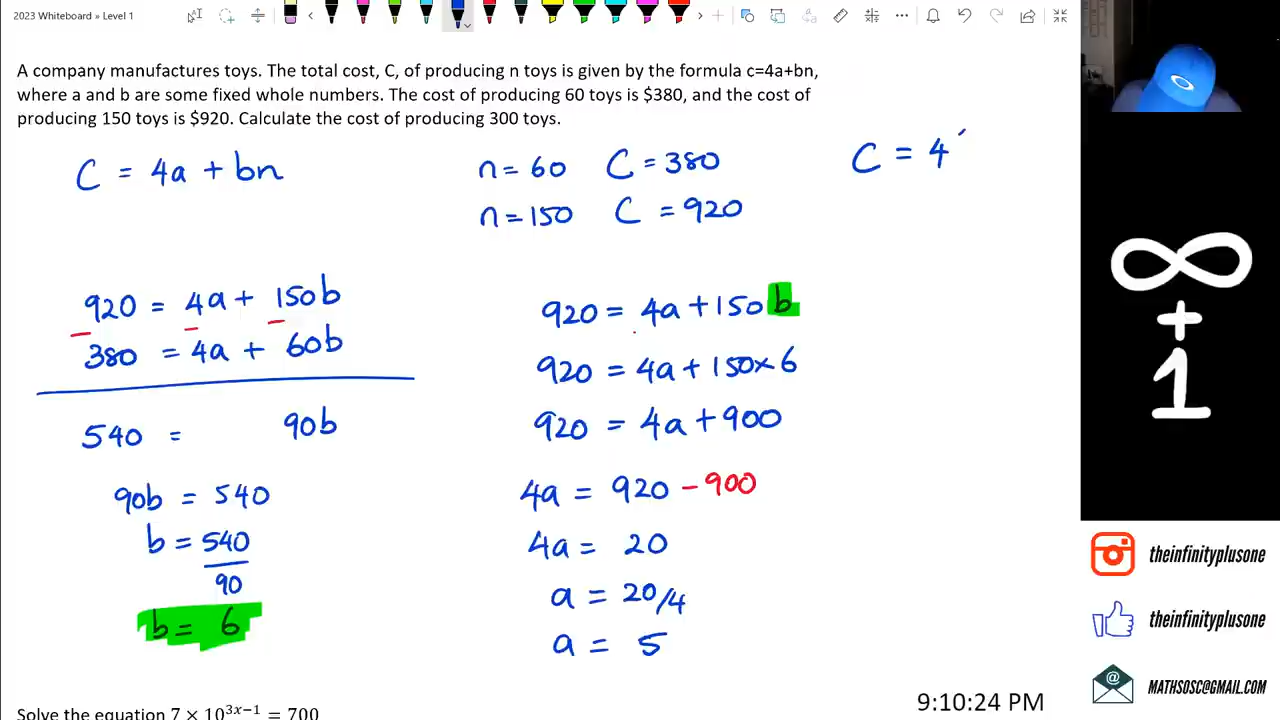 2023 Whiteboard » Level 1
A company manufactures toys. The total cost, C, of producing n toys is given by the formula c=4a+bn,
where a and b are some fixed whole numbers. The cost of producing 60 toys is $380, and the cost of
producing 150 toys is $920. Calculate the cost of producing 300 toys.
C = 4a + bn
n = 60 C = 380
n = 150 C = 920
C = 4
920 = 4a + 150b
380 = 4a + 60b
540 = 90b
90b = 540
b = 540
90
b = 6
920 = 4a + 150b
920 = 4a + 150×6
920 = 4a + 900
4a = 920 - 900
4a = 20
a = 20/4
a = 5
∞
+
1
theinfinityplusone
theinfinityplusone
MATHSOSC@GMAIL.COM
9:10:24 PM
Solve the equation 7 × 10^{3x−1} = 700